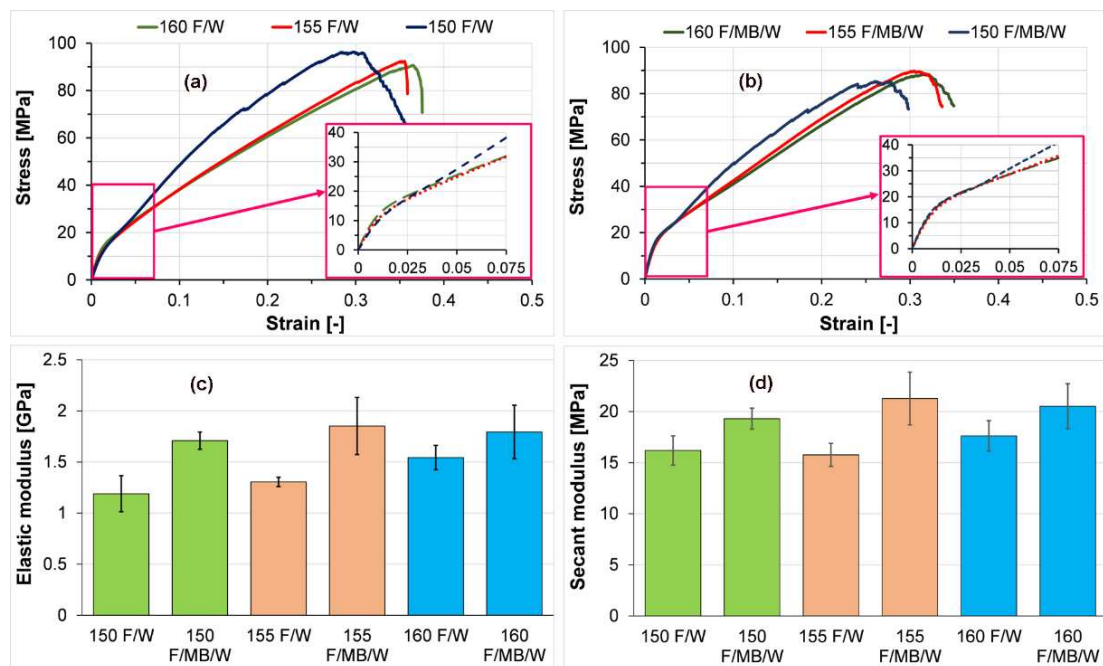 160 F/W 155 F/W 150 F/W
Stress [MPa]
100
80
60
40
20
0
(a)
40
30
20
10
0
0 0.025 0.05 0.075
0 0.1 0.2 0.3 0.4 0.5
Strain [-]
160 F/MB/W 155 F/MB/W 150 F/MB/W
Stress [MPa]
100
80
60
40
20
0
(b)
40
30
20
10
0
0 0.025 0.05 0.075
0 0.1 0.2 0.3 0.4 0.5
Strain [-]
Elastic modulus [GPa]
2.5
2
1.5
1
0.5
0
(c)
150 F/W 150 155 F/W 155 160 F/W 160
F/MB/W F/MB/W F/MB/W
Secant modulus [MPa]
25
20
15
10
5
0
(d)
150 F/W 150 155 F/W 155 160 F/W 160
F/MB/W F/MB/W F/MB/W